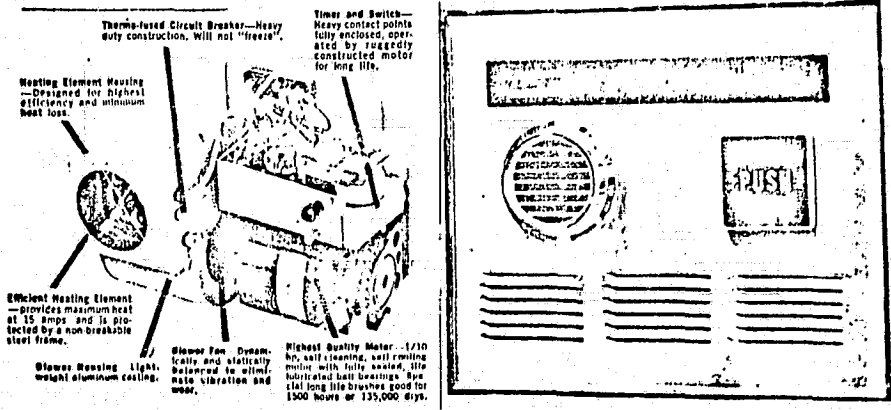 Thermo-fused Circuit Breaker—Heavy
duty construction. Will not "freeze".
Timer and Switch—
Heavy contact points
fully enclosed, oper-
ated by ruggedly
constructed motor
for long life.
Heating Element Housing
—Designed for highest
efficiency and minimum
heat loss.
Efficient Heating Element
—provides maximum heat
at 15 amps and is pro-
tected by a non-breakable
steel frame.
Blower Housing Light-
weight aluminum casting.
Blower Fan Dynam-
ically and statically
balanced to elimi-
nate vibration and
wear.
Highest Quality Motor—1/10
hp, self cleaning, self cooling
motor with fully sealed, life
lubricated ball bearings. Spe-
cial long life brushes good for
1500 hours or 135,000 drys.
PUSH